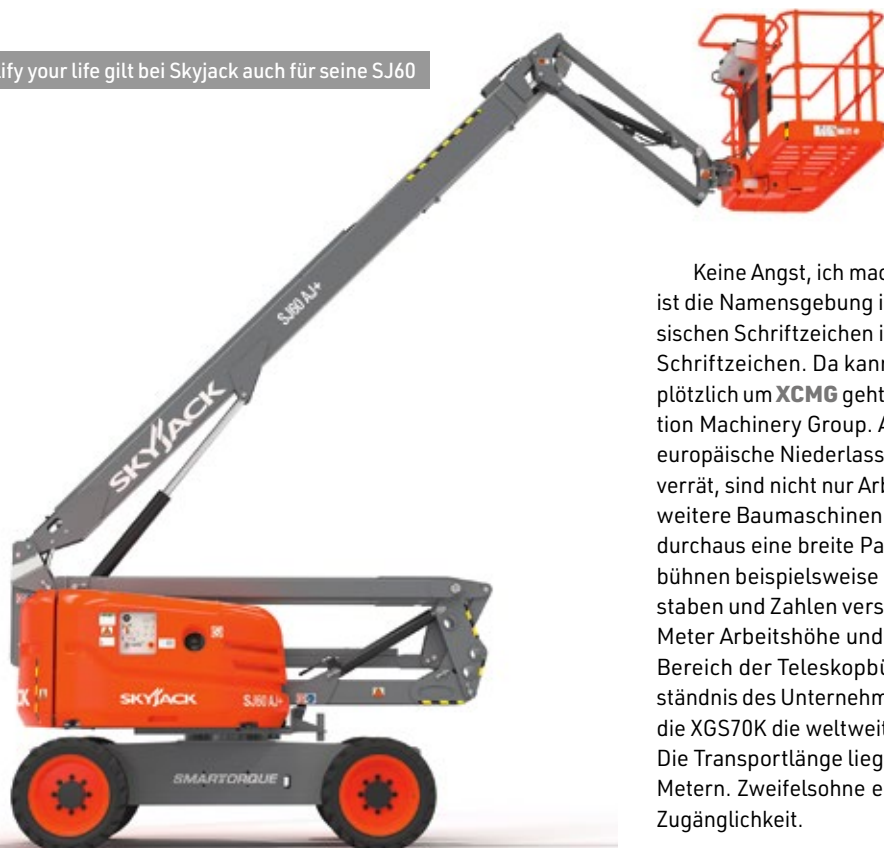 ify your life gilt bei Skyjack auch für seine SJ60
SJ60 AJ+
SKYJACK
SKYJACK
SJ60 AJ+
SMARTORQUE
Keine Angst, ich mac
ist die Namensgebung i
sischen Schriftzeichen i
Schriftzeichen. Da kann
plötzlich um XCMG geht
tion Machinery Group. A
europäische Niederlass
verrät, sind nicht nur Arb
weitere Baumaschinen
durchaus eine breite Pa
bühnen beispielsweise
staben und Zahlen vers
Meter Arbeitshöhe und
Bereich der Teleskopbü
ständnis des Unternehm
die XGS70K die weltweit
Die Transportlänge lieg
Metern. Zweifelsohne e
Zugänglichkeit.